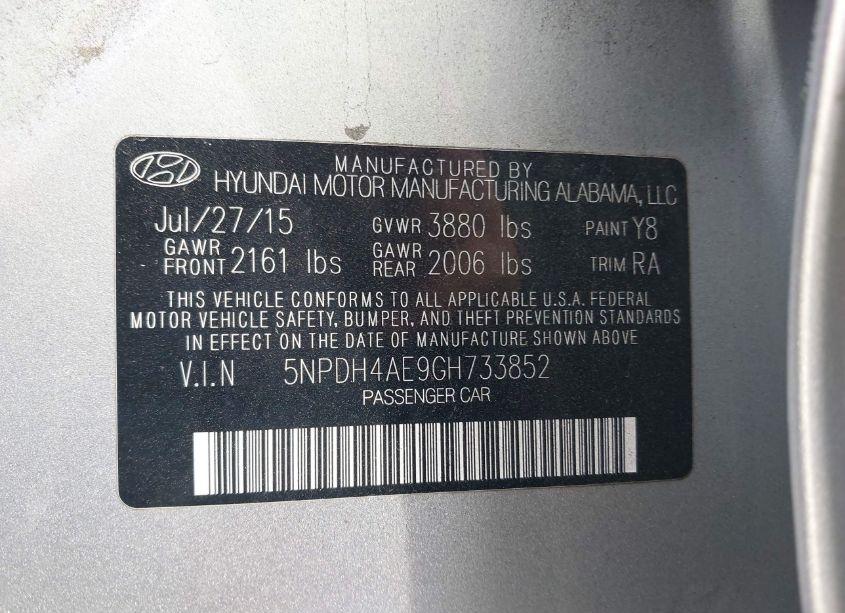 MANUFACTURED BY
HYUNDAI MOTOR MANUFACTURING ALABAMA, LLC
Jul/27/15 GVWR 3880 lbs PAINT Y8
GAWR FRONT 2161 lbs GAWR REAR 2006 lbs TRIM RA
THIS VEHICLE CONFORMS TO ALL APPLICABLE U.S.A. FEDERAL
MOTOR VEHICLE SAFETY, BUMPER, AND THEFT PREVENTION STANDARDS
IN EFFECT ON THE DATE OF MANUFACTURE SHOWN ABOVE
V.I.N 5NPDH4AE9GH733852
PASSENGER CAR